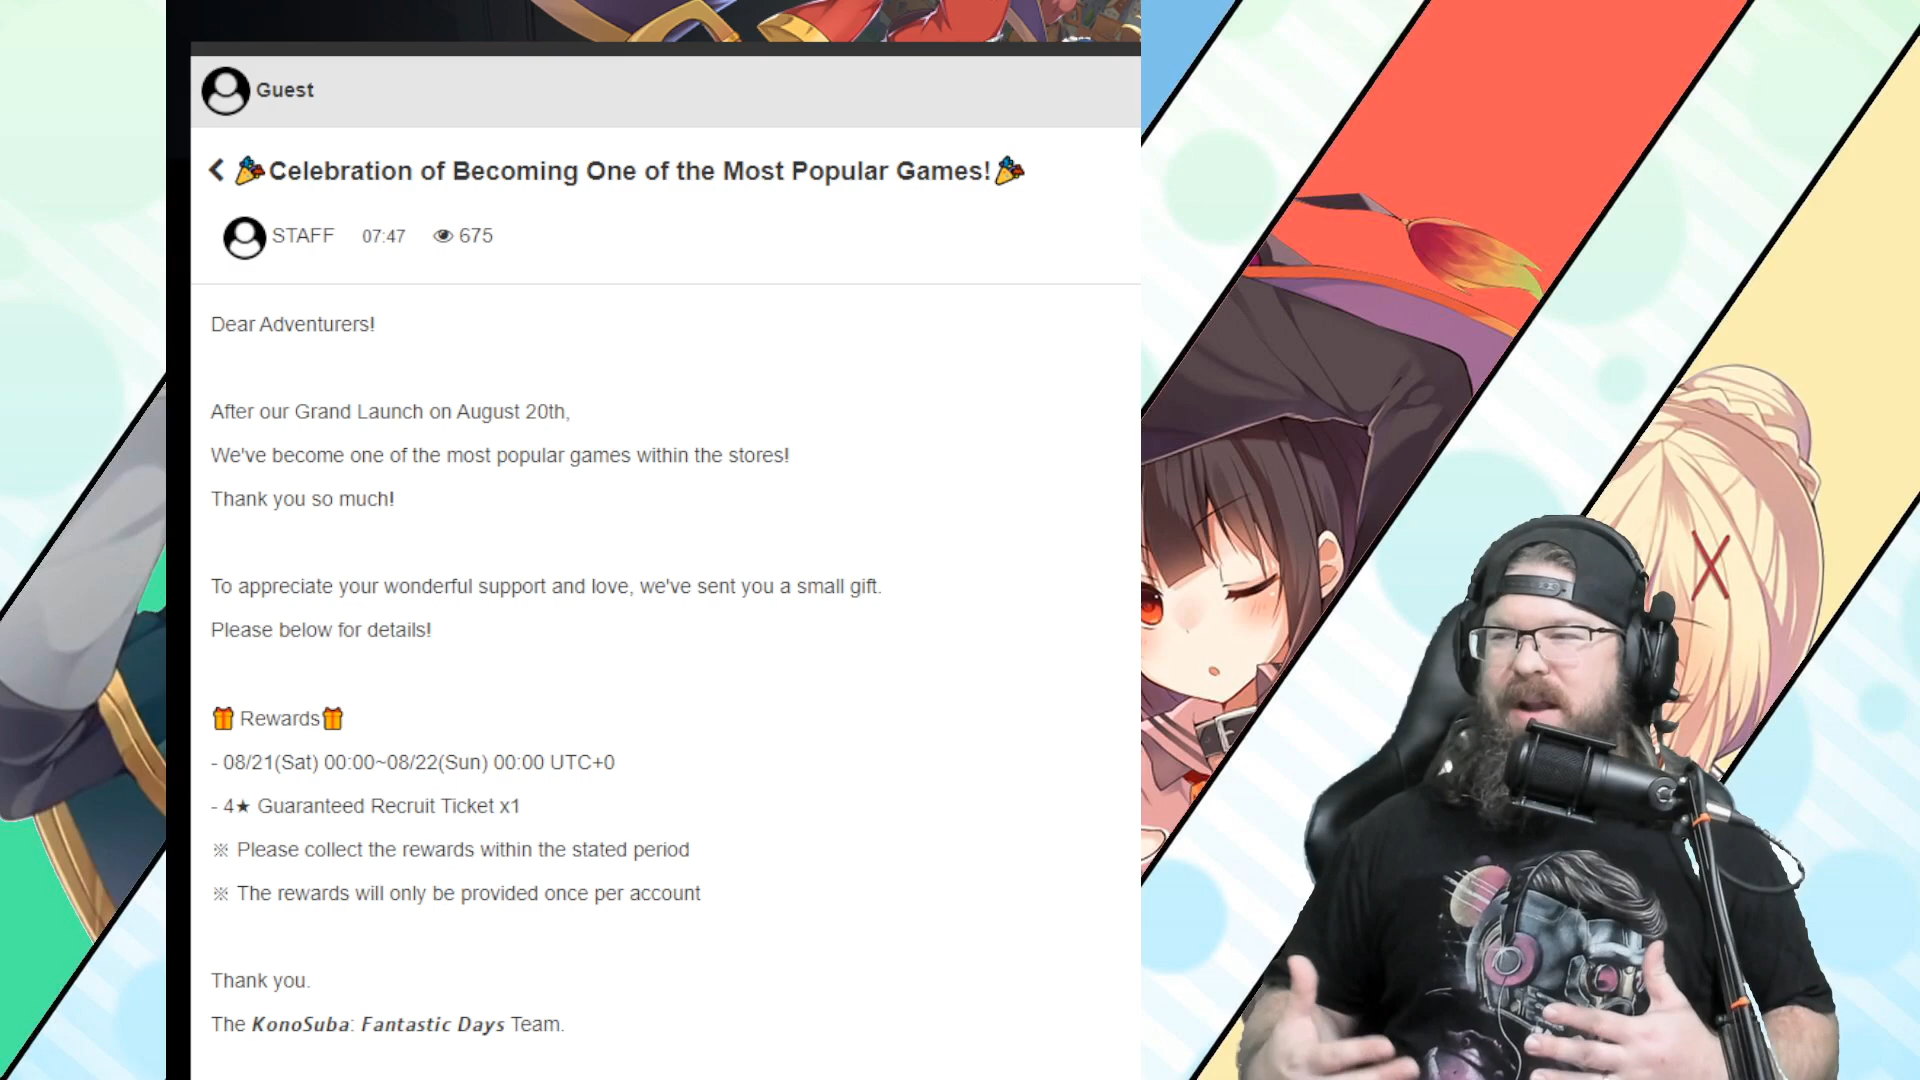 Guest
Celebration of Becoming One of the Most Popular Games!
STAFF 07:47 675
Dear Adventurers!
After our Grand Launch on August 20th,
We've become one of the most popular games within the stores!
Thank you so much!
To appreciate your wonderful support and love, we've sent you a small gift.
Please below for details!
🎁 Rewards🎁
- 08/21(Sat) 00:00~08/22(Sun) 00:00 UTC+0
- 4★ Guaranteed Recruit Ticket x1
※ Please collect the rewards within the stated period
※ The rewards will only be provided once per account
Thank you.
The KonoSuba: Fantastic Days Team.